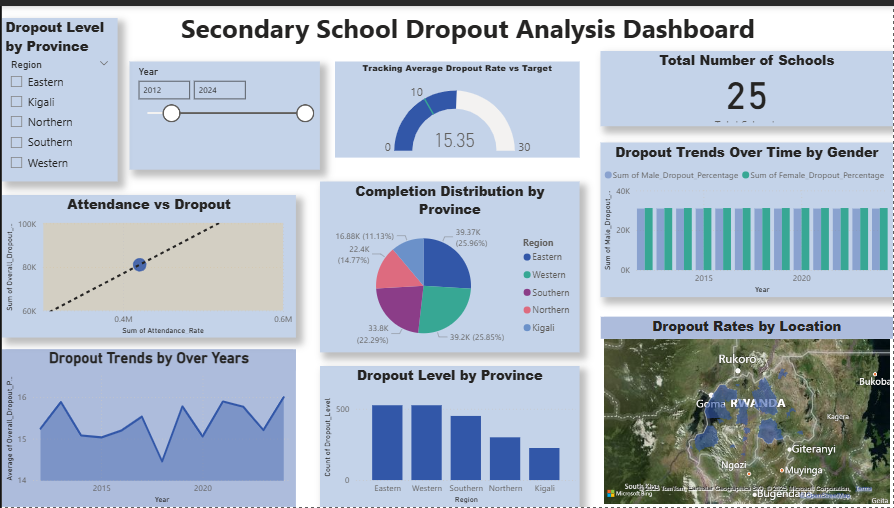 Secondary School Dropout Analysis Dashboard
Dropout Level
by Province
Region
Eastern
Kigali
Northern
Southern
Western
Year
2012
2024
Tracking Average Dropout Rate vs Target
10
0
15.35
30
Total Number of Schools
25
Attendance vs Dropout
Sum of Overall_Dropout_...
100K
80K
60K
0.4M
0.6M
Sum of Attendance_Rate
Completion Distribution by
Province
16.88K (11.13%)
22.4K
(14.77%)
33.8K
(22.29%)
39.37K
(25.96%)
39.2K (25.85%)
Region
Eastern
Western
Southern
Northern
Kigali
Dropout Trends Over Time by Gender
Sum of Male_Dropout_Percentage
Sum of Female_Dropout_Percentage
Sum of Male_Dropout_...
40K
20K
0K
2015
2020
Year
Dropout Trends by Over Years
Average of Overall_Dropout_P...
16
15
14
2015
2020
Year
Dropout Level by Province
Count of Dropout_Level
500
0
Eastern
Western
Southern
Northern
Kigali
Region
Dropout Rates by Location
Rukoro
Bukoba
Goma
RWANDA
Kagera
Giteranyi
Ngozi
Muyinga
Bugendana
Geita
Microsoft Bing